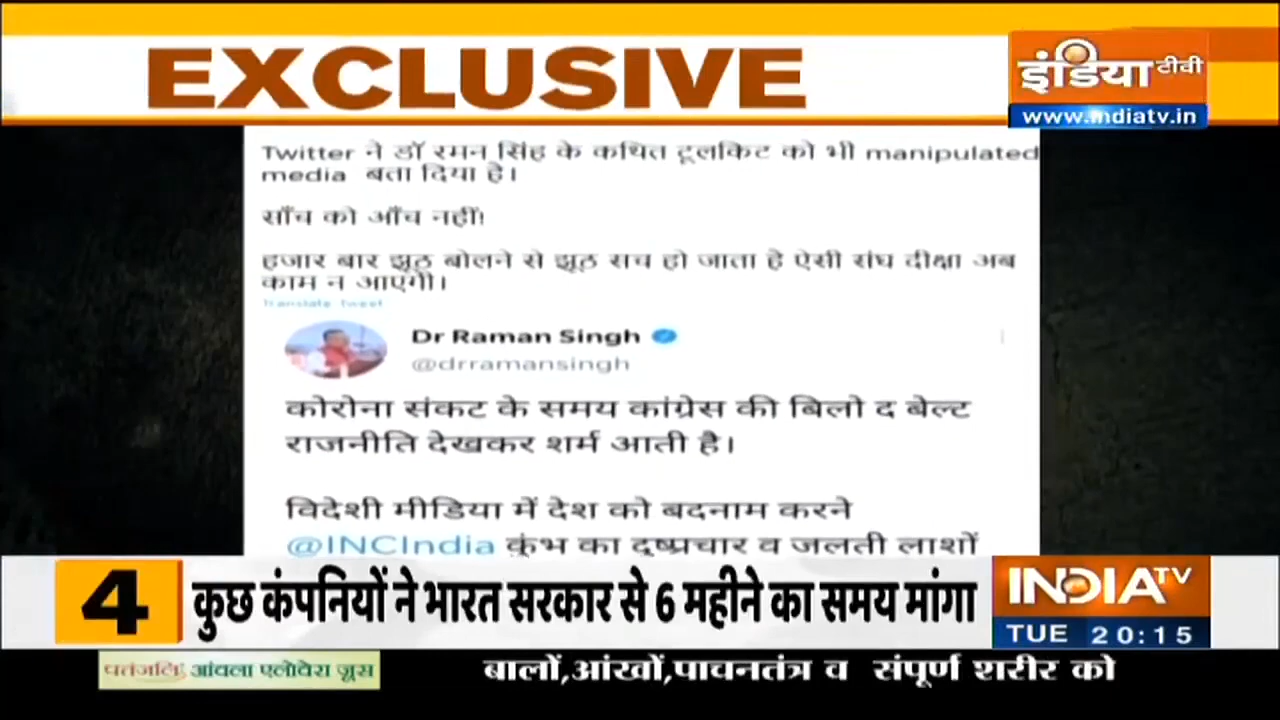 EXCLUSIVE
इंडिया टीवी
www.indiatv.in
Twitter ने डॉ रमन सिंह के कथित टूलकिट को भी manipulated
media बता दिया है।
साँच को आँच नहीं!
हजार बार झूठ बोलने से झूठ सच हो जाता है ऐसी संघ दीक्षा अब
काम न आएगी।
Translate Tweet
Dr Raman Singh
@drramansingh
कोरोना संकट के समय कांग्रेस की बिलो द बेल्ट
राजनीति देखकर शर्म आती है।
विदेशी मीडिया में देश को बदनाम करने
@INCIndia कुंभ का दुष्प्रचार व जलती लाशों
4 कुछ कंपनियों ने भारत सरकार से 6 महीने का समय मांगा
INDIA TV
TUE 20:15
पतंजलि आंवला एलोवेरा जूस
बालों,आंखों,पाचनतंत्र व संपूर्ण शरीर को